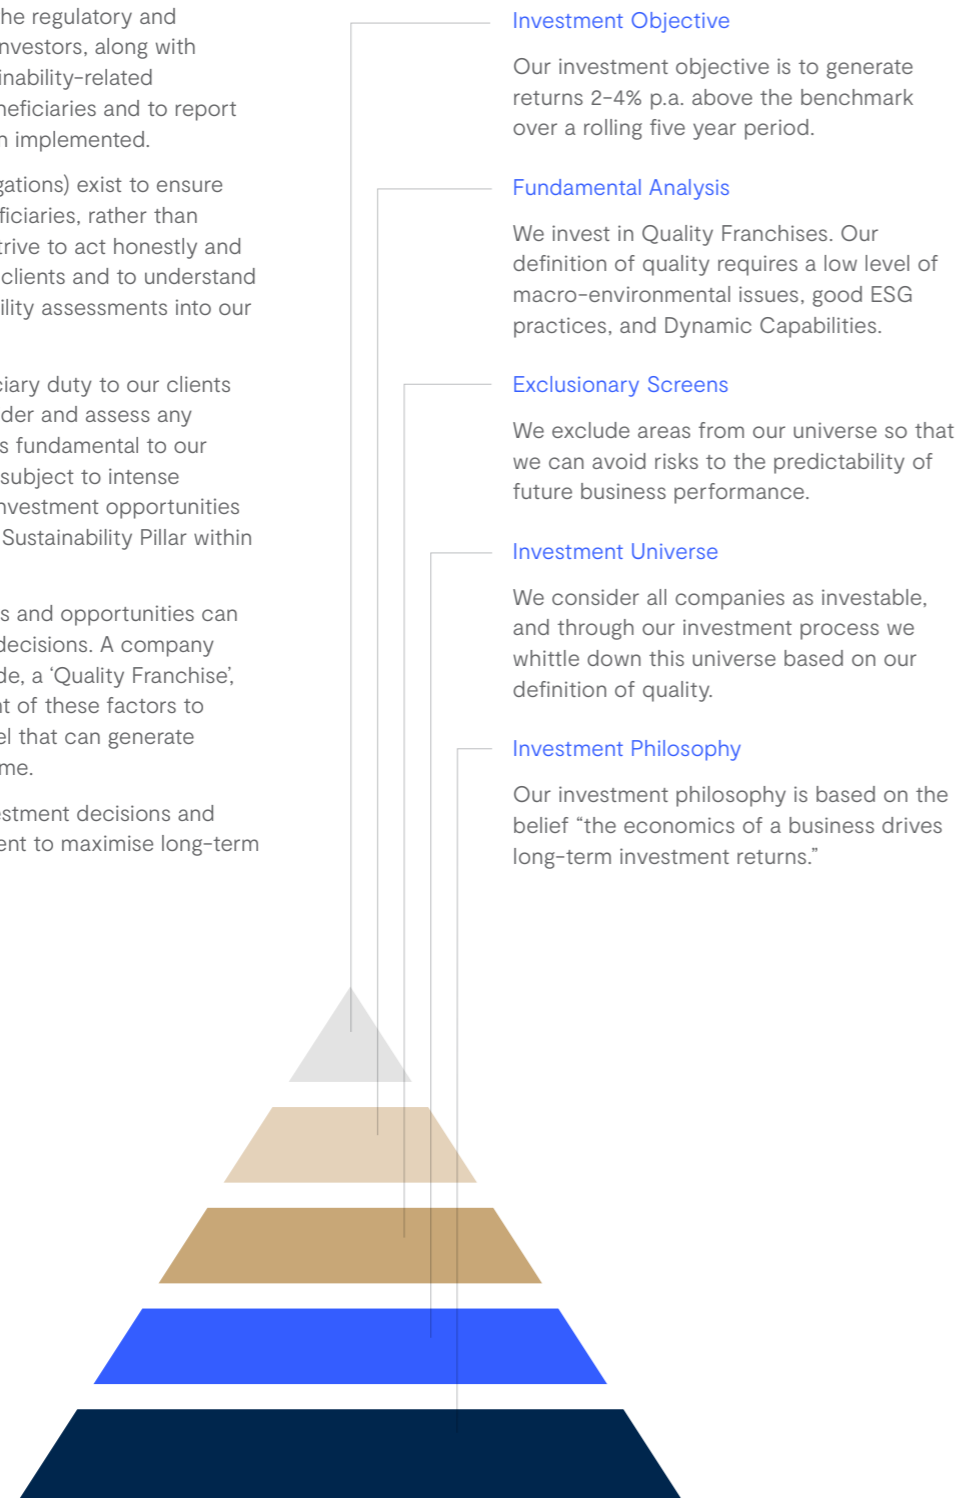 he regulatory and
nvestors, along with
inability-related
neficiaries and to report
n implemented.
gations) exist to ensure
ficiaries, rather than
trive to act honestly and
clients and to understand
ility assessments into our
ciary duty to our clients
der and assess any
s fundamental to our
subject to intense
nvestment opportunities
Sustainability Pillar within
s and opportunities can
decisions. A company
de, a ‘Quality Franchise’,
nt of these factors to
el that can generate
me.
estment decisions and
ent to maximise long-term
Investment Objective
Our investment objective is to generate
returns 2-4% p.a. above the benchmark
over a rolling five year period.
Fundamental Analysis
We invest in Quality Franchises. Our
definition of quality requires a low level of
macro-environmental issues, good ESG
practices, and Dynamic Capabilities.
Exclusionary Screens
We exclude areas from our universe so that
we can avoid risks to the predictability of
future business performance.
Investment Universe
We consider all companies as investable,
and through our investment process we
whittle down this universe based on our
definition of quality.
Investment Philosophy
Our investment philosophy is based on the
belief “the economics of a business drives
long-term investment returns.”